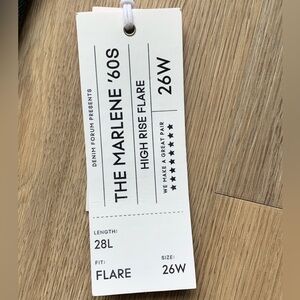 DENIM FORUM PRESENTS
THE MARLENE '60S
HIGH RISE FLARE
26W
WE MAKE A GREAT PAIR
★★★★★★★★
LENGTH:
28L
FIT:
FLARE
SIZE:
26W